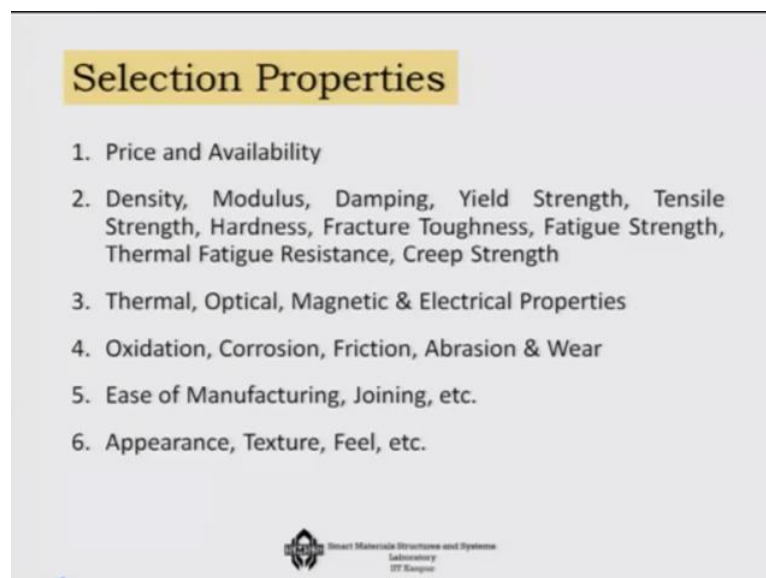 Selection Properties
1. Price and Availability
2. Density, Modulus, Damping, Yield Strength, Tensile
Strength, Hardness, Fracture Toughness, Fatigue Strength,
Thermal Fatigue Resistance, Creep Strength
3. Thermal, Optical, Magnetic & Electrical Properties
4. Oxidation, Corrosion, Friction, Abrasion & Wear
5. Ease of Manufacturing, Joining, etc.
6. Appearance, Texture, Feel, etc.
Smart Materials Structures and Systems
Laboratory
IIT Kanpur